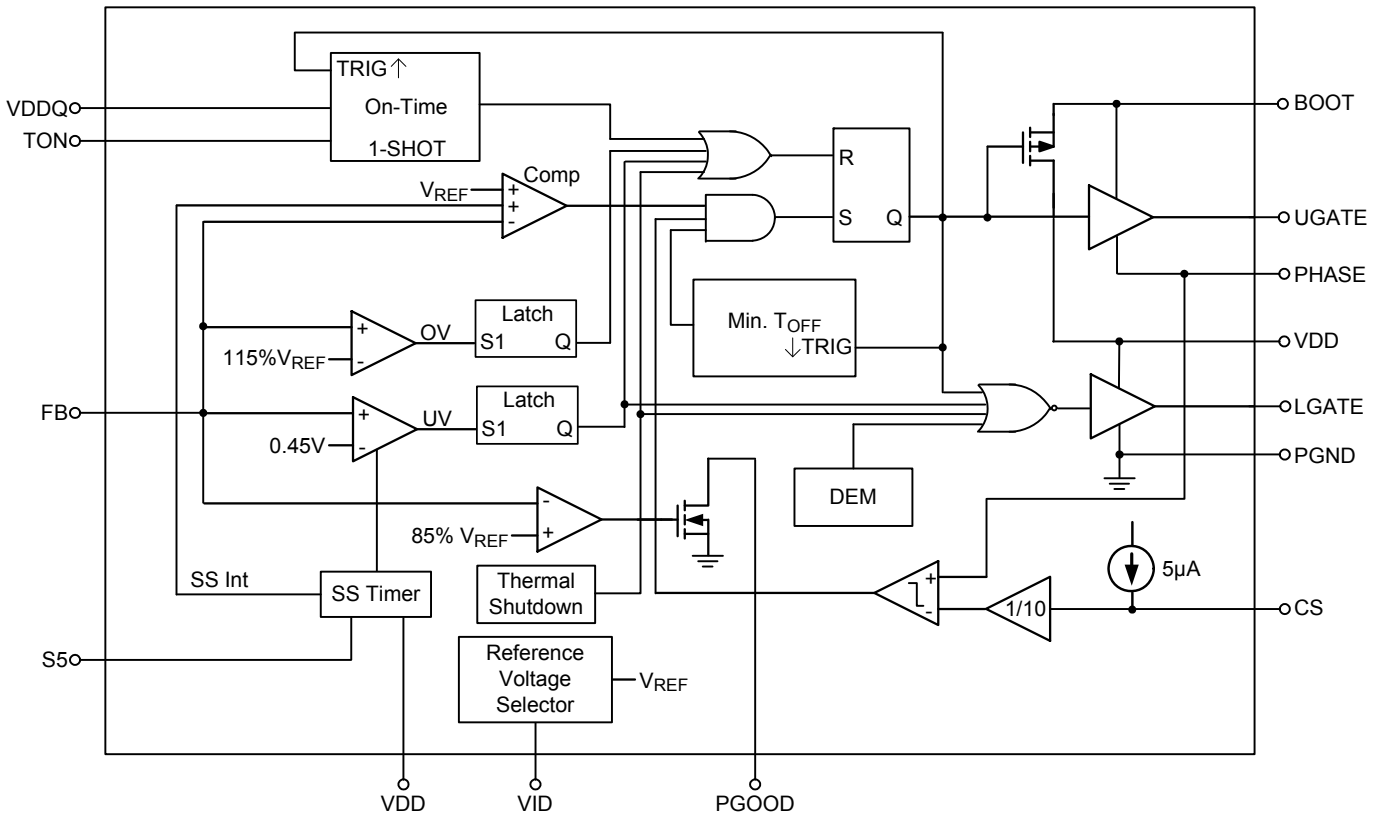 TRIG ↑
On-Time
1-SHOT
VDDQ
TON
VREF
+
+
-
Comp
R
S Q
BOOT
UGATE
PHASE
VDD
LGATE
PGND
Min. TOFF
↓TRIG
+
-
OV
115%VREF
Latch
S1 Q
FB
+
-
UV
0.45V
Latch
S1 Q
DEM
-
+
85% VREF
SS Int
SS Timer
Thermal
Shutdown
+
-
1/10
5µA
CS
S5
Reference
Voltage
Selector
VREF
VDD
VID
PGOOD